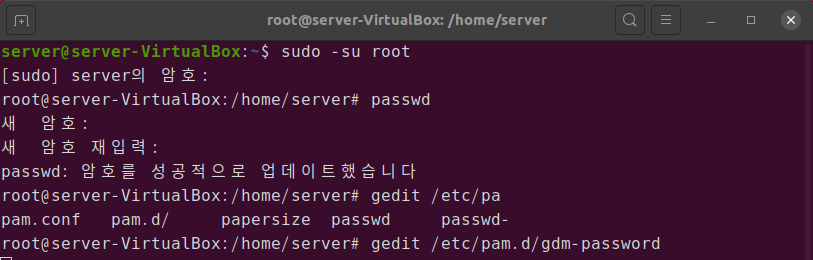 root@server-VirtualBox: /home/server
server@server-VirtualBox:~$ sudo -su root
[sudo] server의 암호:
root@server-VirtualBox:/home/server# passwd
새 암호:
새 암호 재입력:
passwd: 암호를 성공적으로 업데이트했습니다
root@server-VirtualBox:/home/server# gedit /etc/pa
pam.conf pam.d/ papersize passwd passwd-
root@server-VirtualBox:/home/server# gedit /etc/pam.d/gdm-password